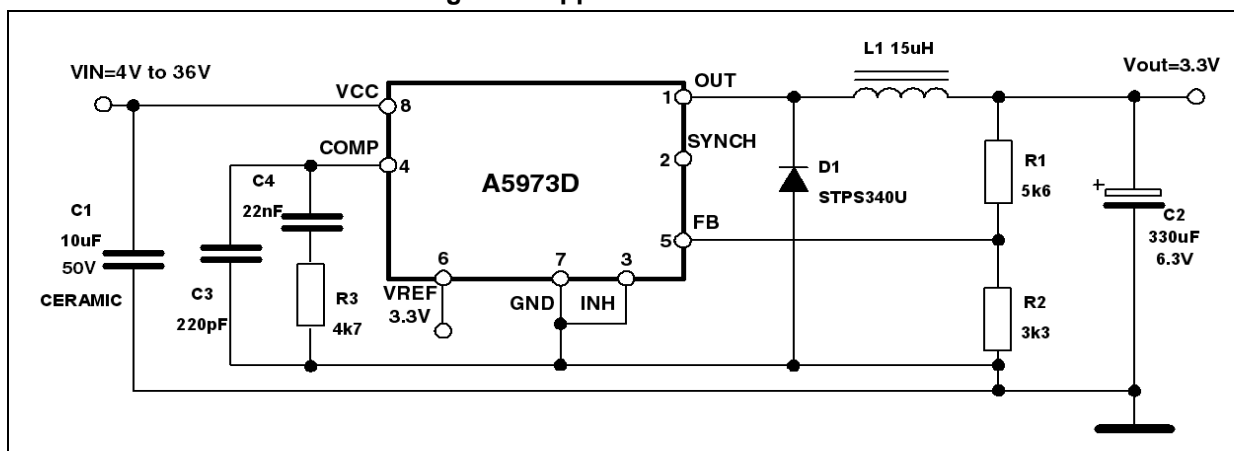 L1 15uH
VIN=4V to 36V
Vout=3.3V
VCC
8
OUT
1
COMP
4
SYNCH
2
A5973D
C4
22nF
D1
STPS340U
R1
5k6
C1
10uF
50V
CERAMIC
FB
5
+
C2
330uF
6.3V
C3
220pF
R3
4k7
6
VREF
3.3V
7
GND
3
INH
R2
3k3